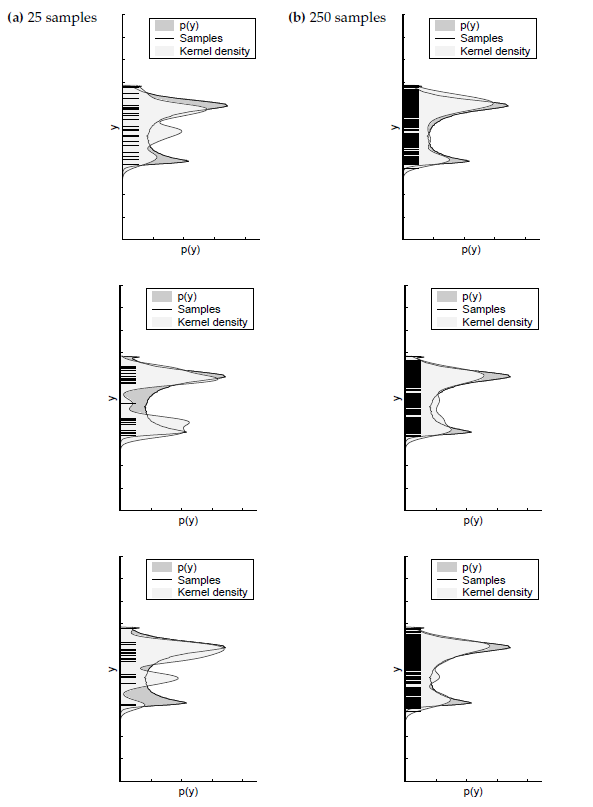 (a) 25 samples
p(y)
Samples
Kernel density
y
p(y)
(b) 250 samples
p(y)
Samples
Kernel density
y
p(y)
p(y)
Samples
Kernel density
y
p(y)
p(y)
Samples
Kernel density
y
p(y)
p(y)
Samples
Kernel density
y
p(y)
p(y)
Samples
Kernel density
y
p(y)